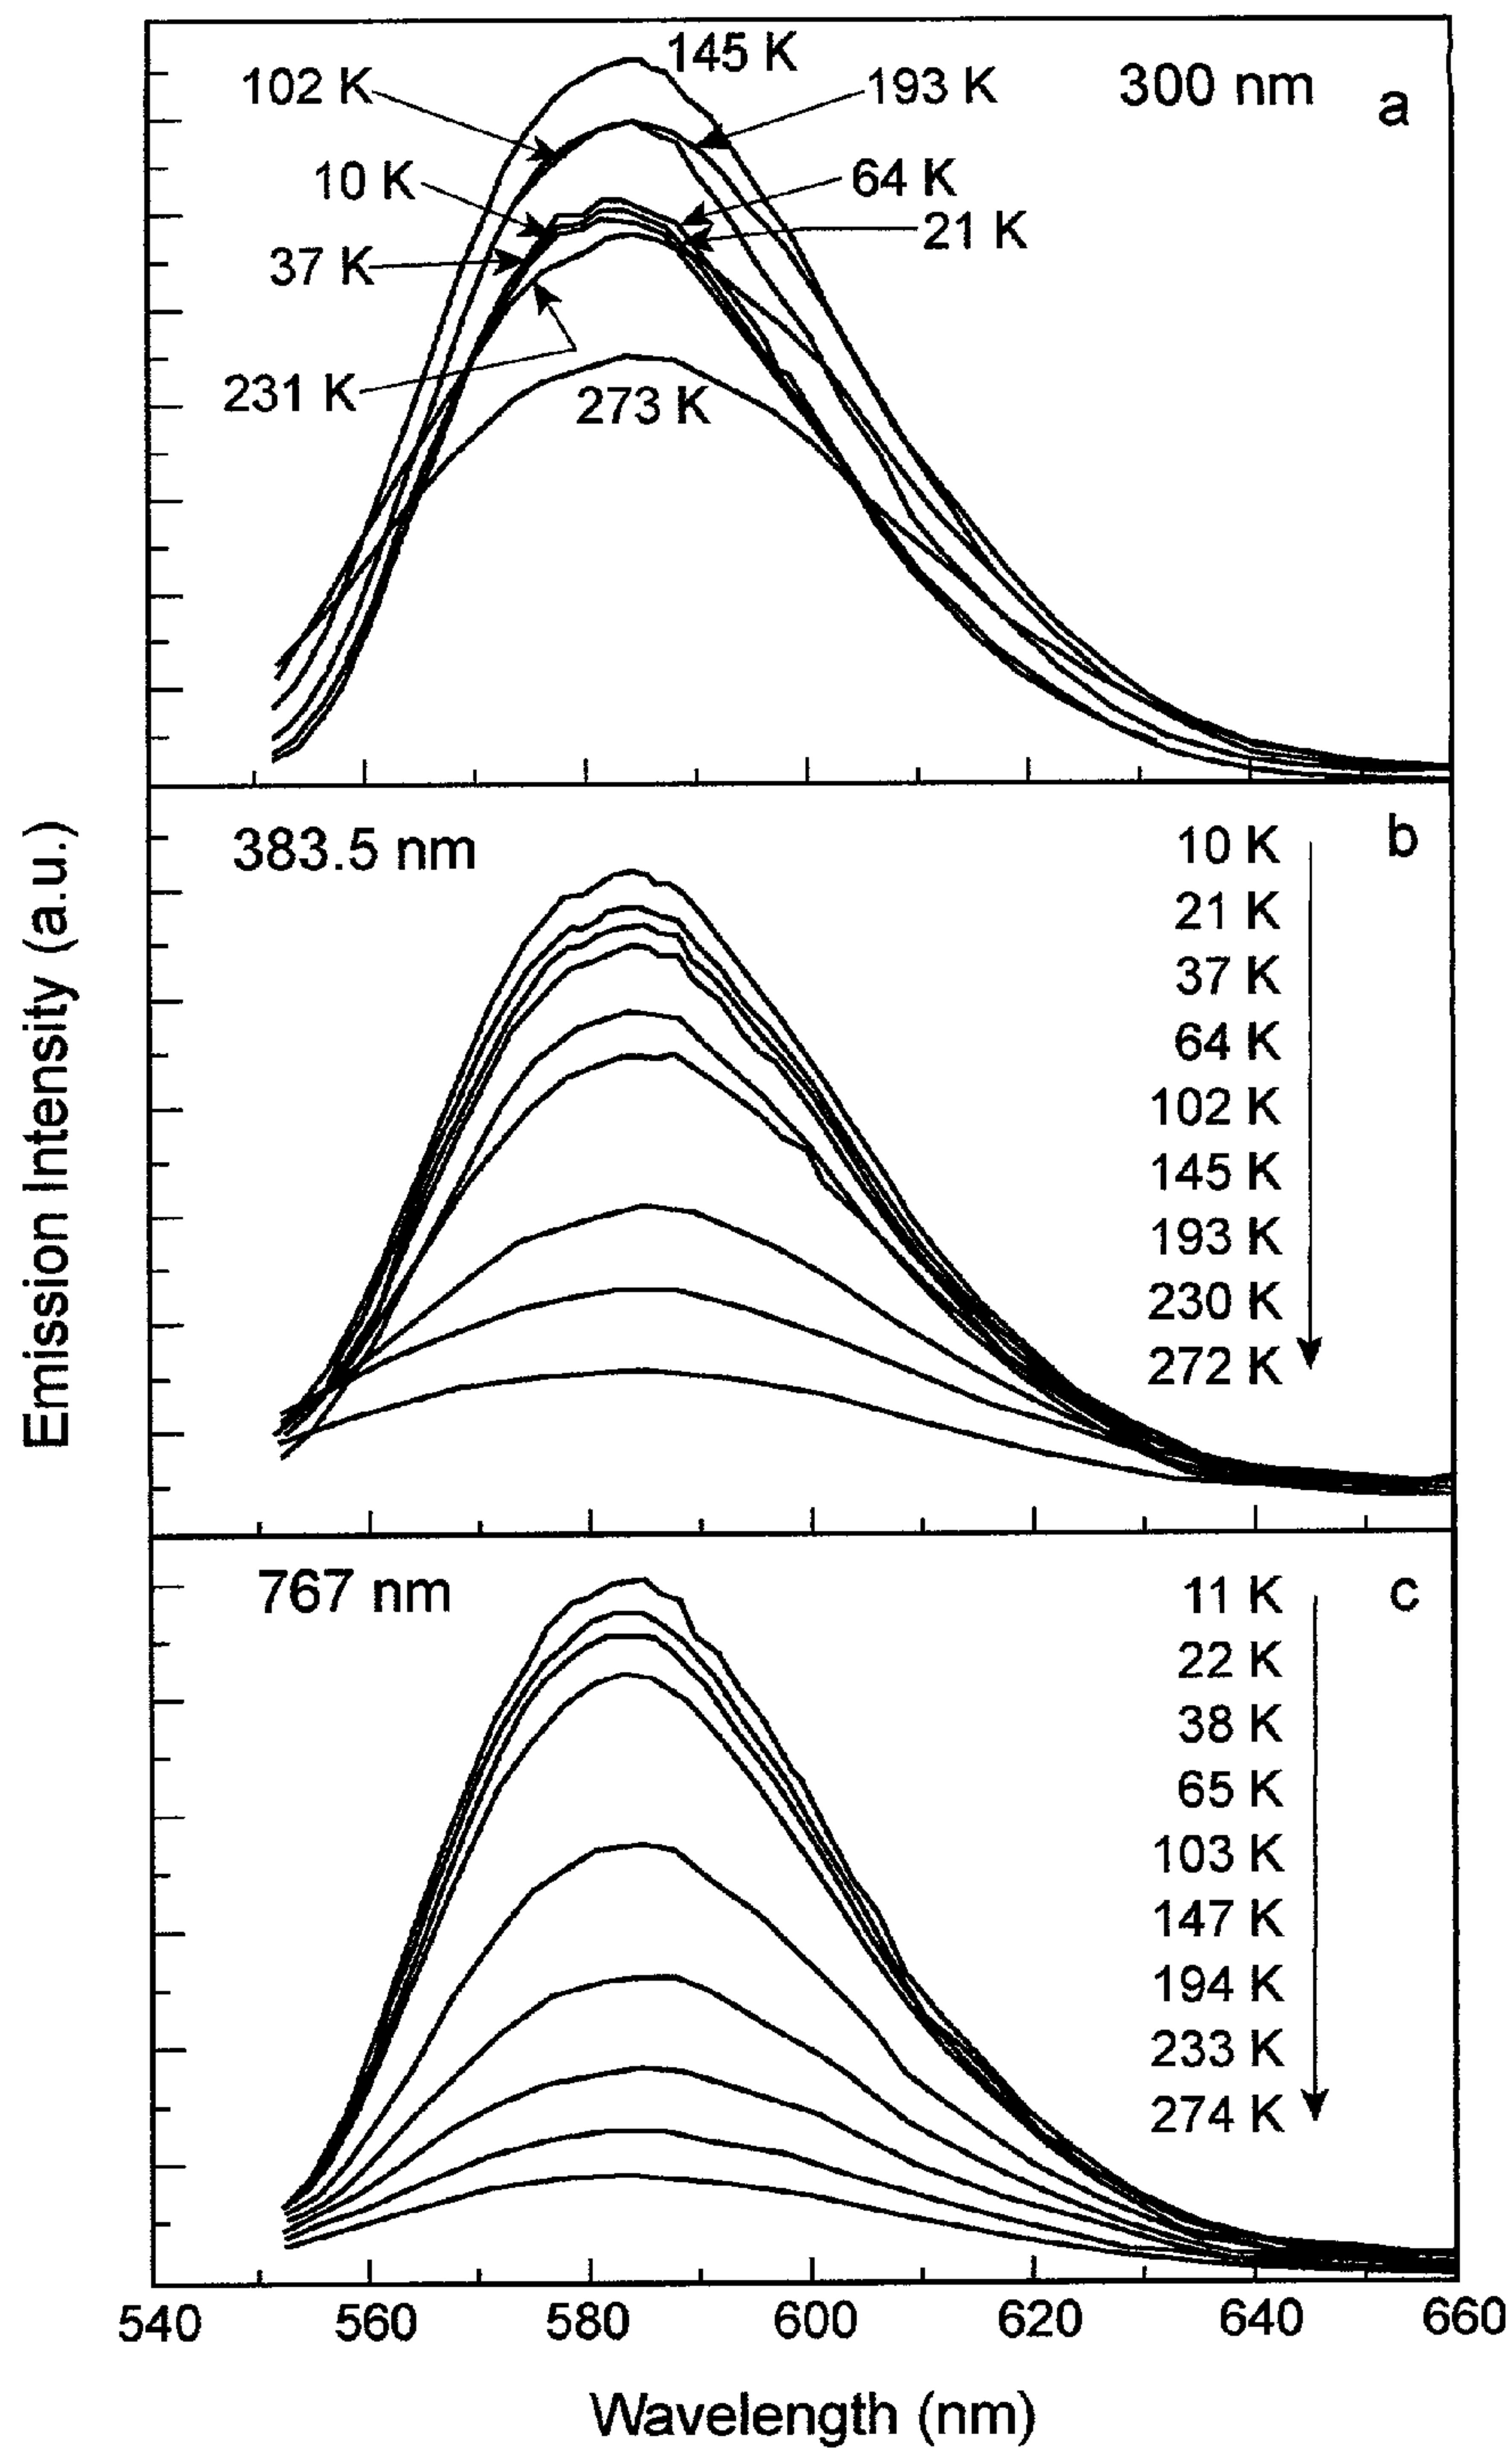 145 K
102 K
193 K
300 nm
a
10 K
64 K
21 K
37 K
231 K
273 K
Emission Intensity (a.u.)
383.5 nm
b
10 K
21 K
37 K
64 K
102 K
145 K
193 K
230 K
272 K
767 nm
c
11 K
22 K
38 K
65 K
103 K
147 K
194 K
233 K
274 K
540 560 580 600 620 640 660
Wavelength (nm)